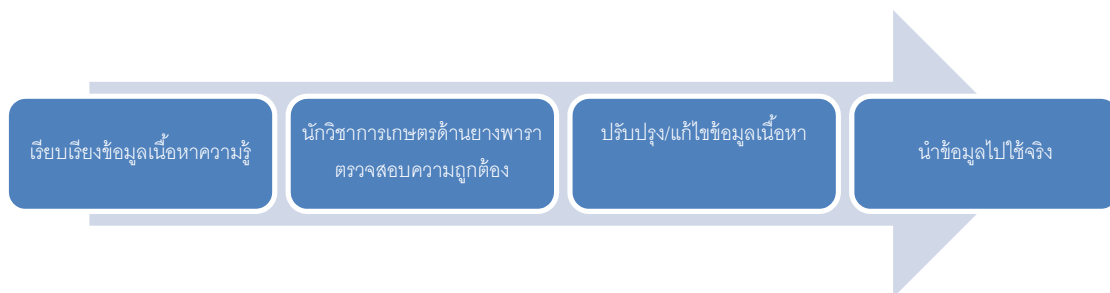 เรียบเรียงข้อมูลเนื้อหาความรู้
นักวิชาการเกษตรด้านยางพารา
ตรวจสอบความถูกต้อง
ปรับปรุง/แก้ไขข้อมูลเนื้อหา
นำข้อมูลไปใช้จริง